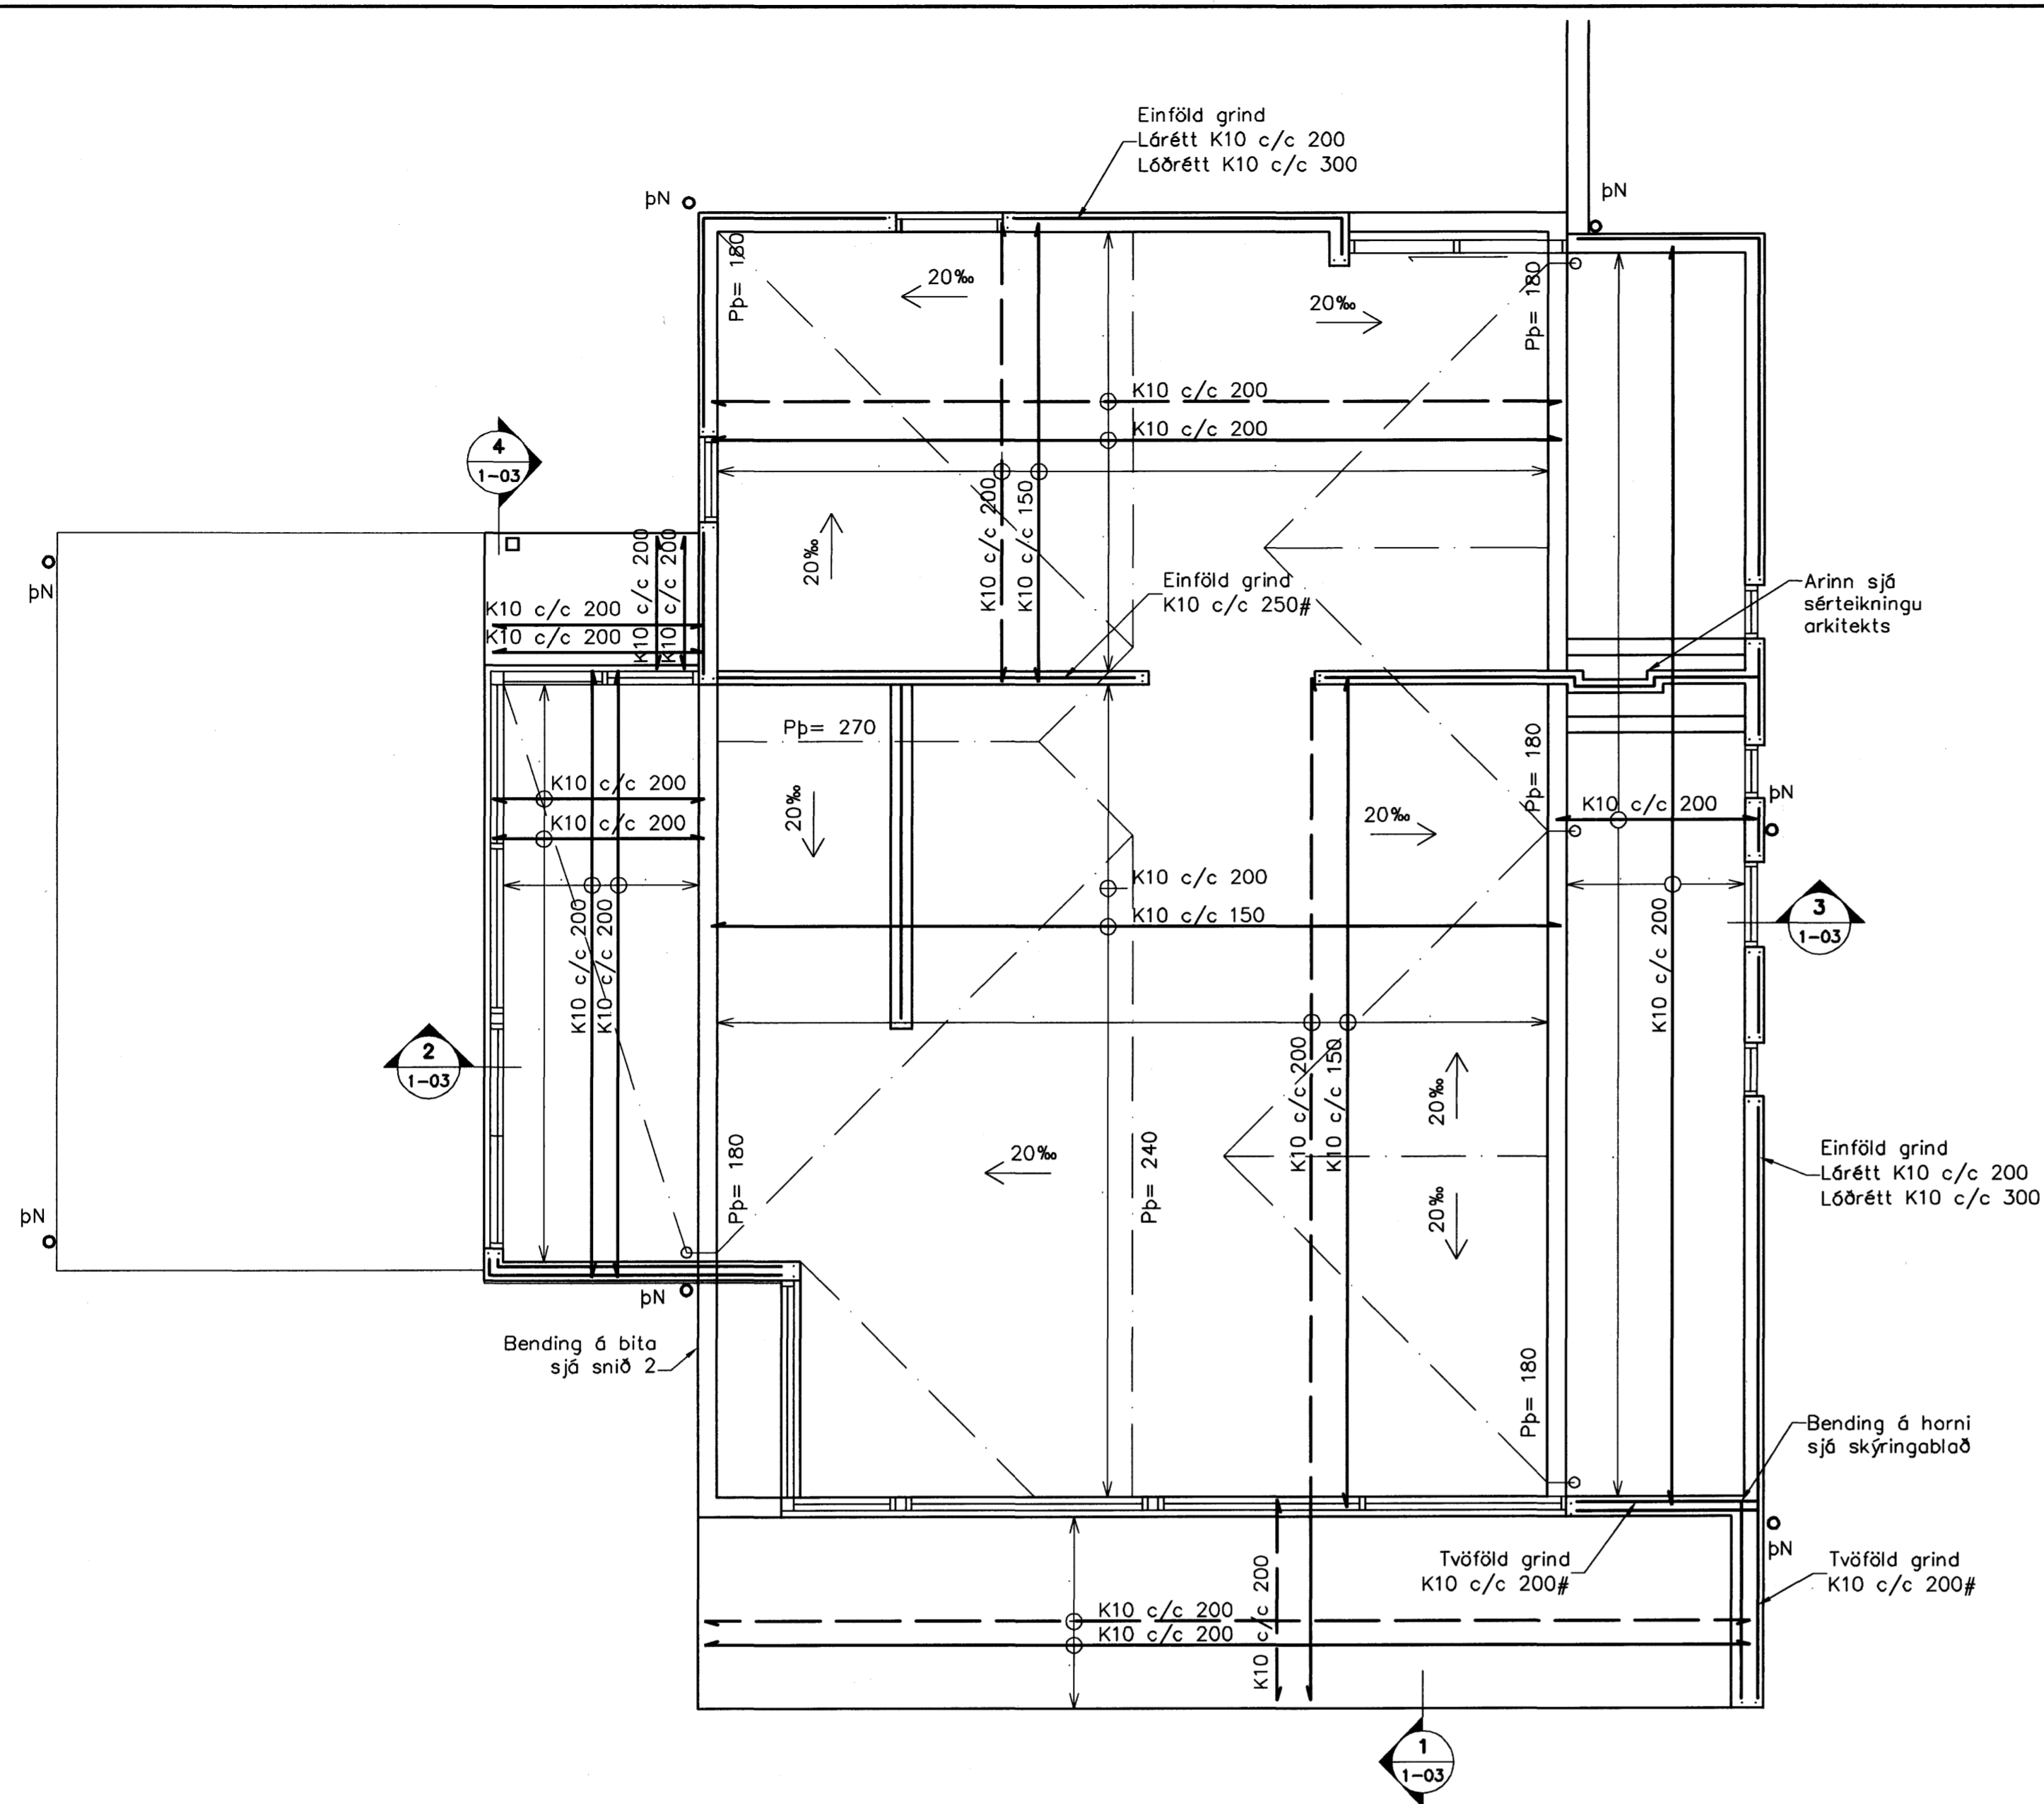 Einföld grind
Lárétt K10 c/c 200
Lóðrétt K10 c/c 300
þN
þN
Pþ= 180
20‰
20‰
Pþ= 180
K10 c/c 200
K10 c/c 200
4
1-03
K10 c/c 200
K10 c/c 150
20‰
K10 c/c 200
K10 c/c 200
þN
K10 c/c 200
K10 c/c 200
Einföld grind
K10 c/c 250#
Arinn sjá
sérteikningu
arkitekts
Pþ= 270
Pþ= 180
K10 c/c 200
K10 c/c 200
20‰
20‰
K10 c/c 200
þN
K10 c/c 200
K10 c/c 150
3
1-03
K10 c/c 200
K10 c/c 200
K10 c/c 200
2
1-03
K10 c/c 200
K10 c/c 150
20‰
20‰
Pþ= 180
20‰
Pþ= 240
Einföld grind
Lárétt K10 c/c 200
Lóðrétt K10 c/c 300
þN
þN
Bending á bita
sjá snið 2
Pþ= 180
Bending á horni
sjá skýringablað
þN
Tvöföld grind
K10 c/c 200#
Tvöföld grind
K10 c/c 200#
K10 c/c 200
K10 c/c 200
K10 c/c 200
1
1-03